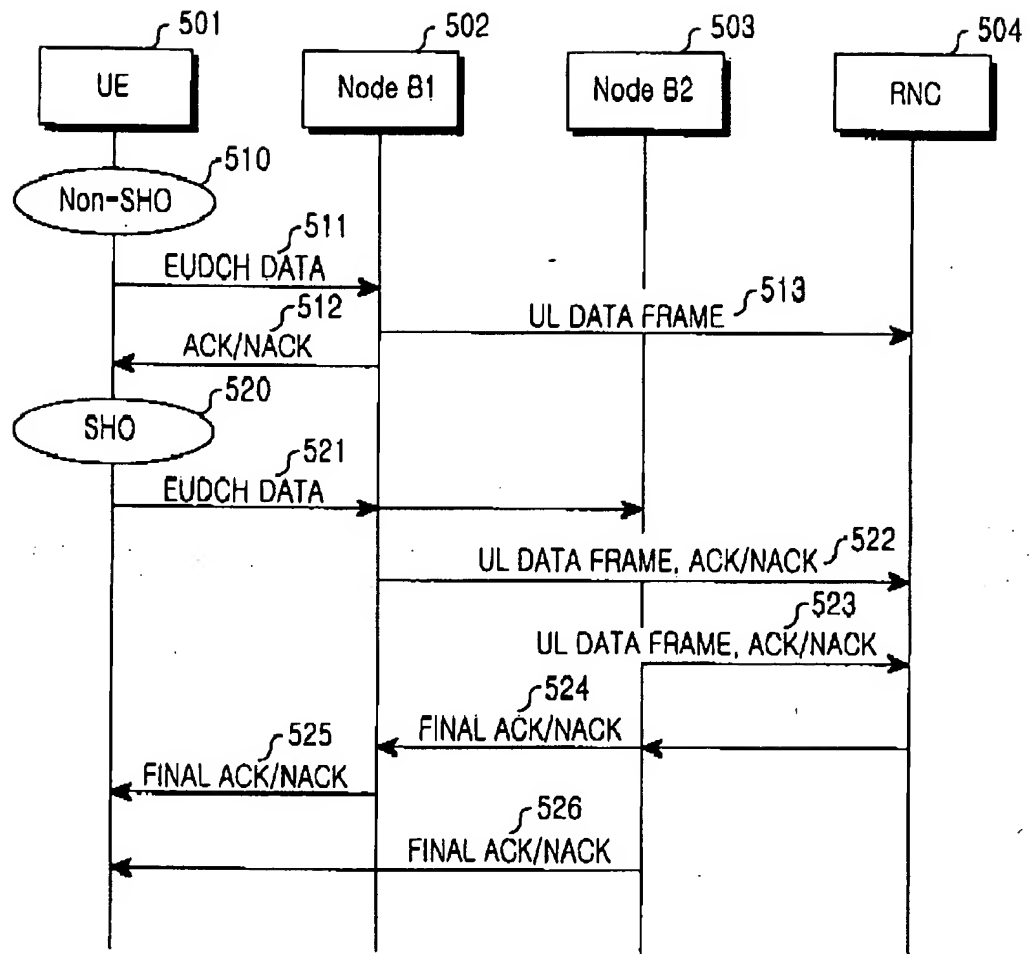 501
502
503
504
UE
Node B1
Node B2
RNC
510
Non-SHO
511
EUDCH DATA
513
UL DATA FRAME
512
ACK/NACK
520
SHO
521
EUDCH DATA
522
UL DATA FRAME, ACK/NACK
523
UL DATA FRAME, ACK/NACK
524
FINAL ACK/NACK
525
FINAL ACK/NACK
526
FINAL ACK/NACK